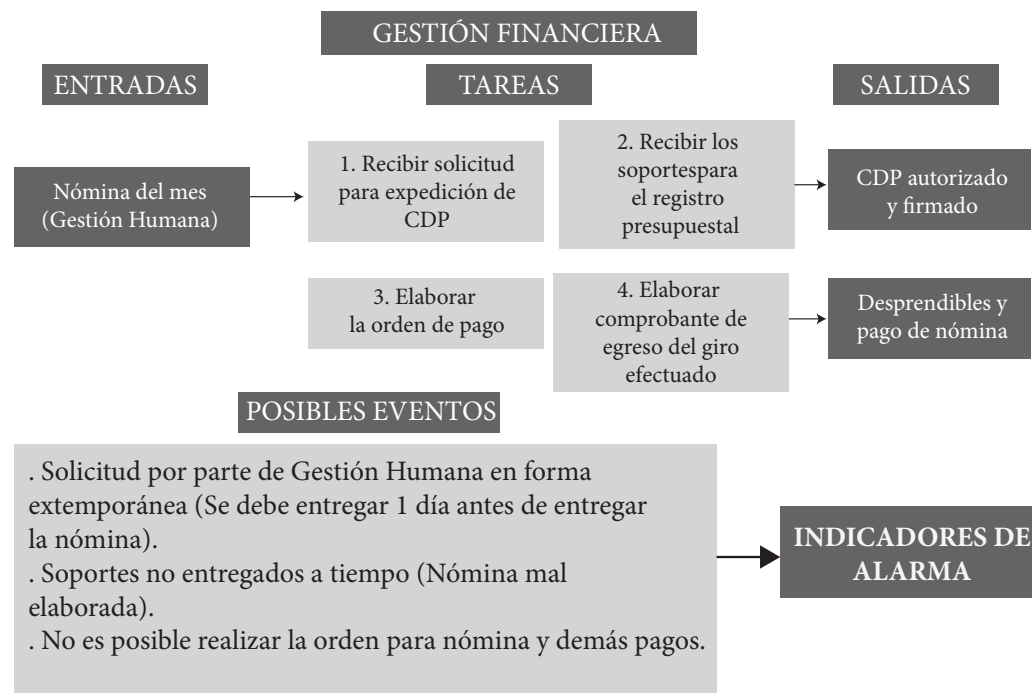 GESTIÓN FINANCIERA
ENTRADAS
TAREAS
SALIDAS
Nómina del mes
(Gestión Humana)
1. Recibir solicitud
para expedición de
CDP
2. Recibir los
soportespara
el registro
presupuestal
CDP autorizado
y firmado
3. Elaborar
la orden de pago
4. Elaborar
comprobante de
egreso del giro
efectuado
Desprendibles y
pago de nómina
POSIBLES EVENTOS
. Solicitud por parte de Gestión Humana en forma
extemporánea (Se debe entregar 1 día antes de entregar
la nómina).
. Soportes no entregados a tiempo (Nómina mal
elaborada).
. No es posible realizar la orden para nómina y demás pagos.
INDICADORES DE
ALARMA